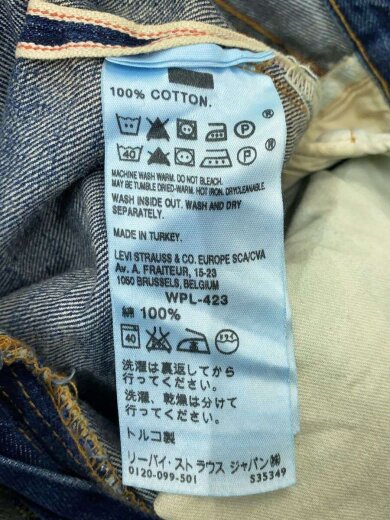 100% COTTON.
®
P
40
P
®
MACHINE WASH WARM. DO NOT BLEACH.
MAY BE TUMBLE DRIED-WARM. HOT IRON. DRYCLEANABLE.
WASH INSIDE OUT. WASH AND DRY
SEPARATELY.
MADE IN TURKEY.
LEVI STRAUSS & CO. EUROPE SCA/CVA
Av. A. FRAITEUR, 15-23
1050 BRUSSELS, BELGIUM
WPL-423
綿 100%
40
洗濯は裏返してから
行ってください。
洗濯、乾燥は分けて
行ってください。
トルコ製
リーバイ・ストラウス ジャパン㈱
0120-099-501 S35349